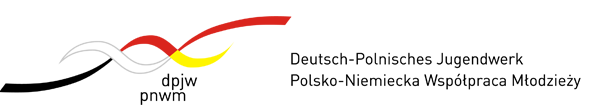 dpjw
pnwm
Deutsch-Polnisches Jugendwerk
Polsko-Niemiecka Współpraca Młodzieży